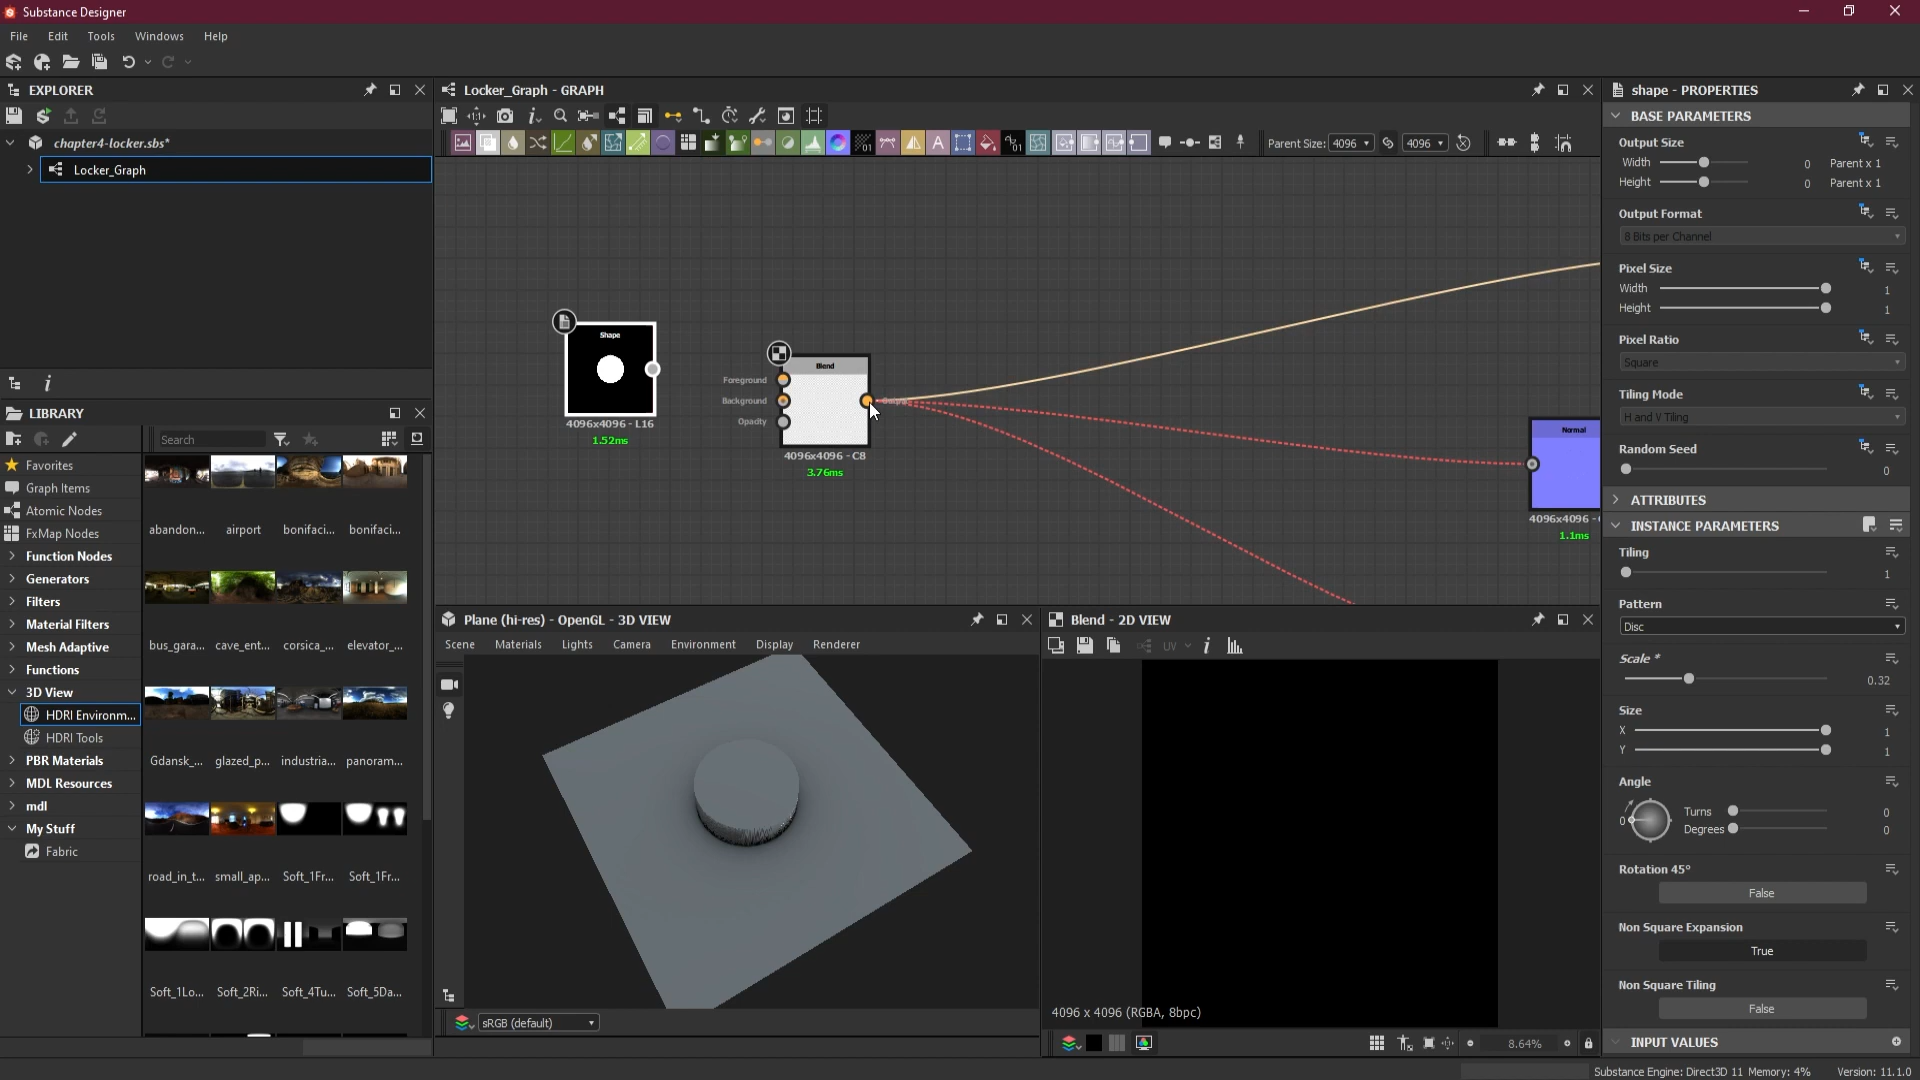 Substance Designer
File Edit Tools Windows Help
EXPLORER
chapter4-locker.sbs*
Locker_Graph
LIBRARY
Search
Favorites
Graph Items
Atomic Nodes
FxMap Nodes
Function Nodes
Generators
Filters
Material Filters
Mesh Adaptive
Functions
3D View
HDRI Environm...
HDRI Tools
PBR Materials
MDL Resources
mdl
My Stuff
Fabric
abandon... airport bonifaci... bonifaci...
bus_gara... cave_ent... corsica_... elevator_...
Gdansk_... glazed_p... industria... panoram...
road_in_t... small_ap... Soft_1Fr... Soft_1Fr...
Soft_1Lo... Soft_2Ri... Soft_4Tu... Soft_5Da...
Locker_Graph - GRAPH
Parent Size: 4096 4096
Shape
4096x4096 - L16
1.52ms
Blend
Foreground
Background
Opacity
Output
4096x4096 - C8
3.76ms
Normal
4096x4096 -
1.1ms
Plane (hi-res) - OpenGL - 3D VIEW
Scene Materials Lights Camera Environment Display Renderer
sRGB (default)
Blend - 2D VIEW
UV
4096 x 4096 (RGBA, 8bpc)
8.64%
shape - PROPERTIES
BASE PARAMETERS
Output Size
Width 0 Parent x 1
Height 0 Parent x 1
Output Format
8 Bits per Channel
Pixel Size
Width 1
Height 1
Pixel Ratio
Square
Tiling Mode
H and V Tiling
Random Seed
0
ATTRIBUTES
INSTANCE PARAMETERS
Tiling
1
Pattern
Disc
Scale *
0.32
Size
X 1
Y 1
Angle
0 Turns 0
Degrees 0
Rotation 45°
False
Non Square Expansion
True
Non Square Tiling
False
INPUT VALUES
Substance Engine: Direct3D 11 Memory: 4% Version: 11.1.0